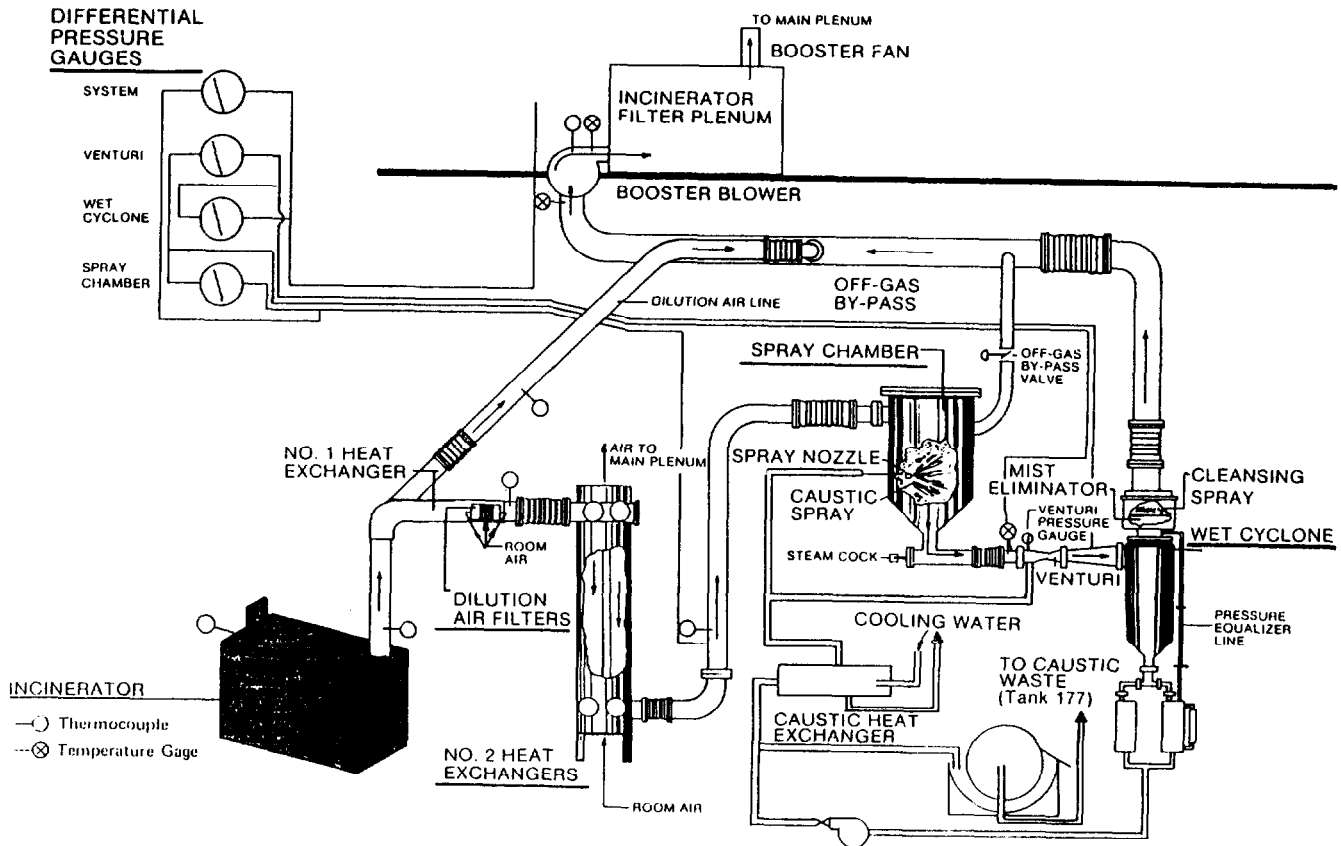 DIFFERENTIAL
PRESSURE
GAUGES
SYSTEM
VENTURI
WET
CYCLONE
SPRAY
CHAMBER
TO MAIN PLENUM
BOOSTER FAN
INCINERATOR
FILTER PLENUM
BOOSTER BLOWER
OFF-GAS
BY-PASS
DILUTION AIR LINE
SPRAY CHAMBER
OFF-GAS
BY-PASS
VALVE
NO. 1 HEAT
EXCHANGER
AIR TO
MAIN PLENUM
SPRAY NOZZLE
CAUSTIC
SPRAY
MIST
ELIMINATOR
CLEANSING
SPRAY
VENTURI
PRESSURE
GAUGE
WET CYCLONE
ROOM
AIR
STEAM COCK
VENTURI
DILUTION
AIR FILTERS
COOLING WATER
PRESSURE
EQUALIZER
LINE
TO CAUSTIC
WASTE
(Tank 177)
INCINERATOR
Thermocouple
Temperature Gage
CAUSTIC HEAT
EXCHANGER
NO. 2 HEAT
EXCHANGERS
ROOM AIR